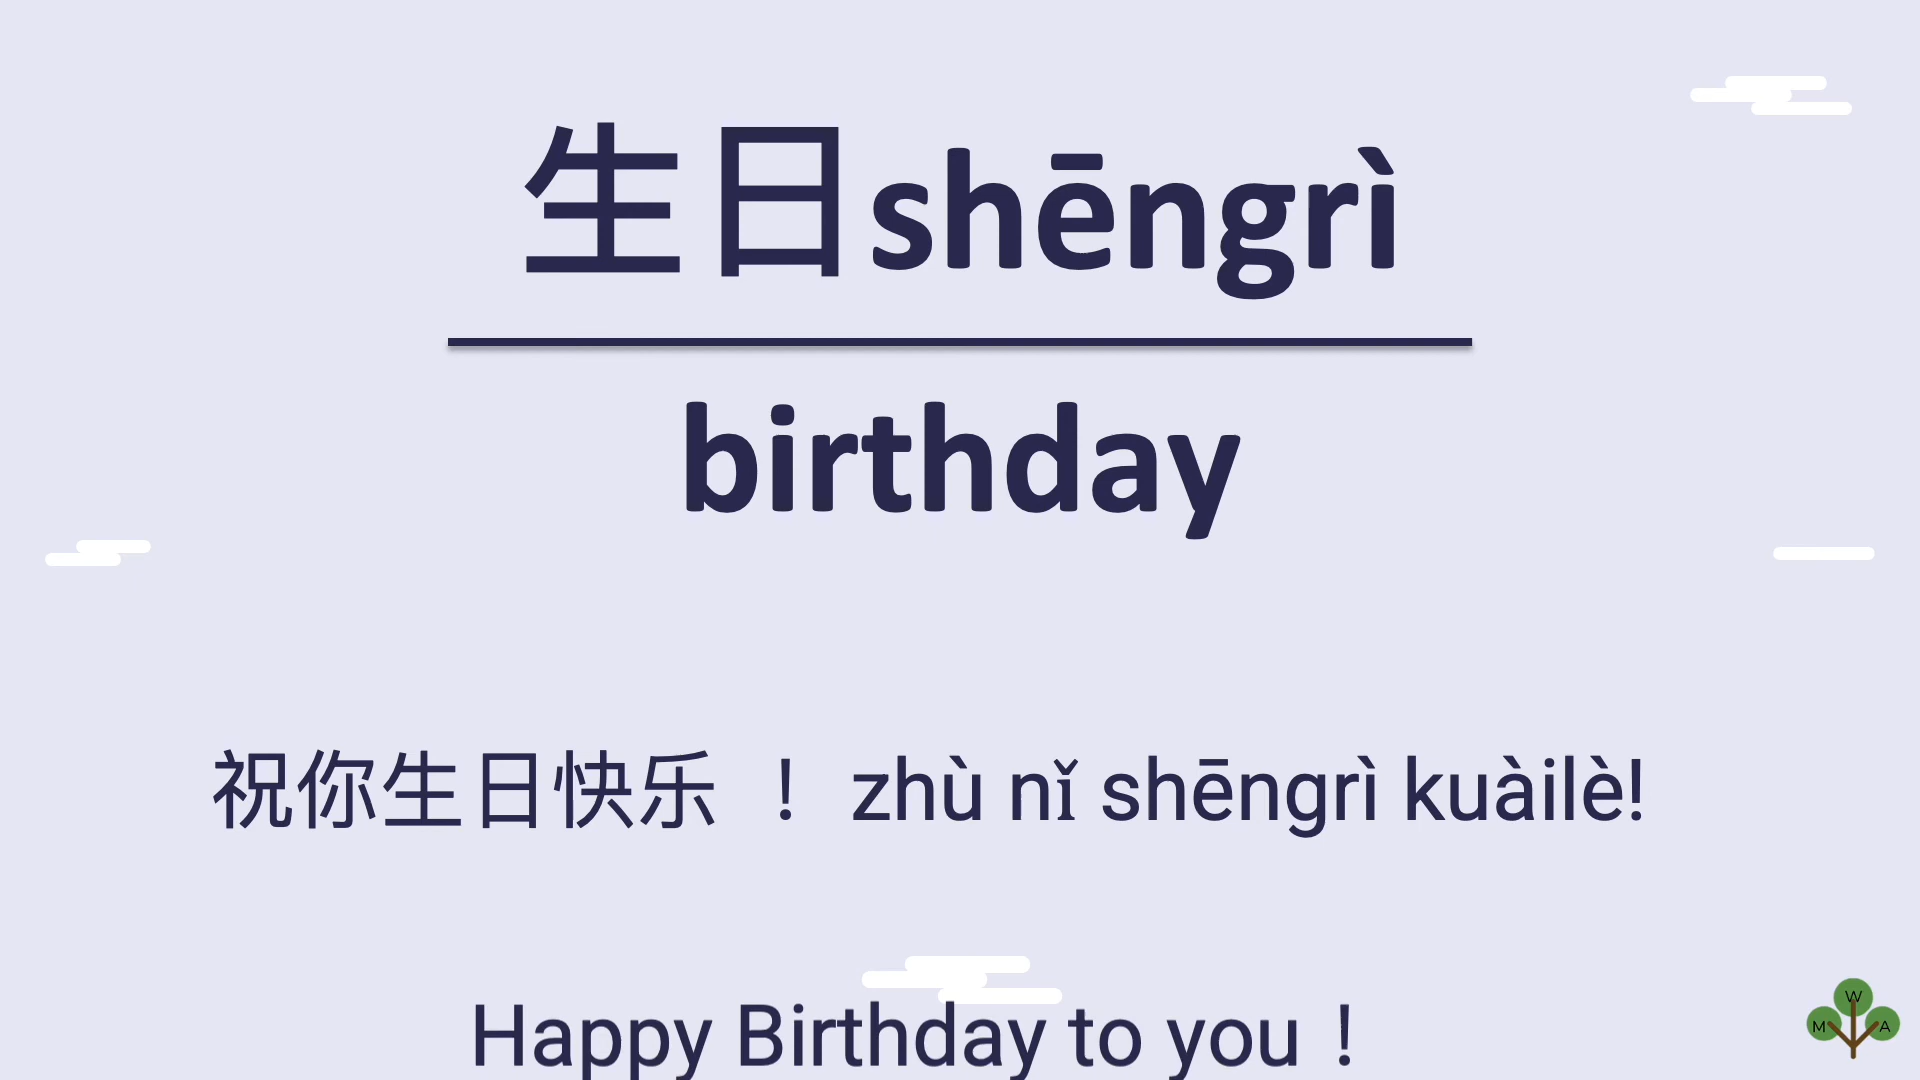 生日shēngrì
birthday
祝你生日快乐 ！ zhù nǐ shēngrì kuàilè!
Happy Birthday to you！
W
M A